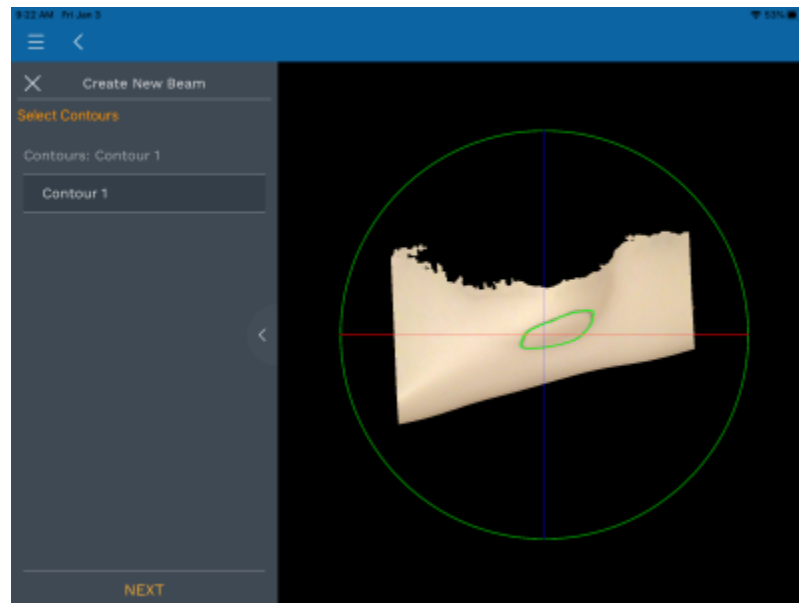 9:22 AM Fri Jan 3
53%
Create New Beam
Select Contours
Contours: Contour 1
Contour 1
NEXT